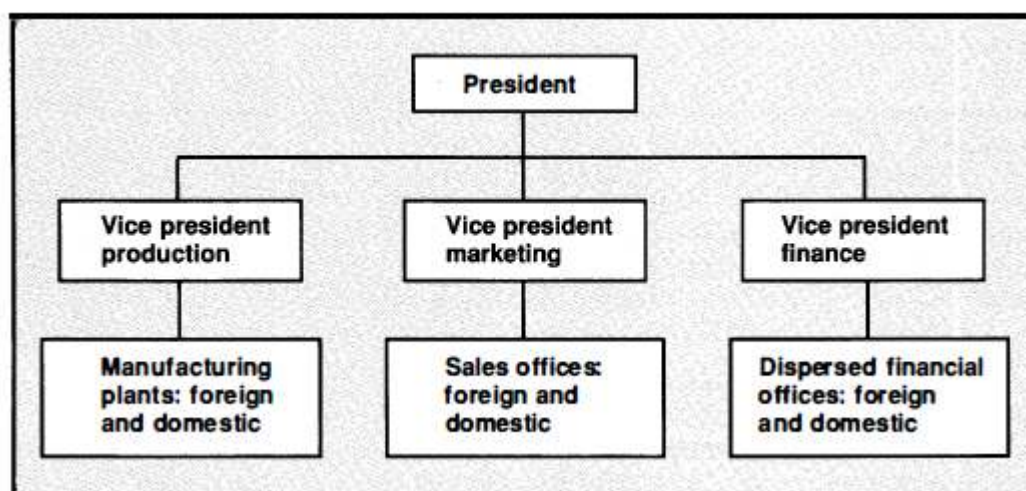 President
Vice president
production
Vice president
marketing
Vice president
finance
Manufacturing
plants: foreign
and domestic
Sales offices:
foreign and
domestic
Dispersed financial
offices: foreign
and domestic